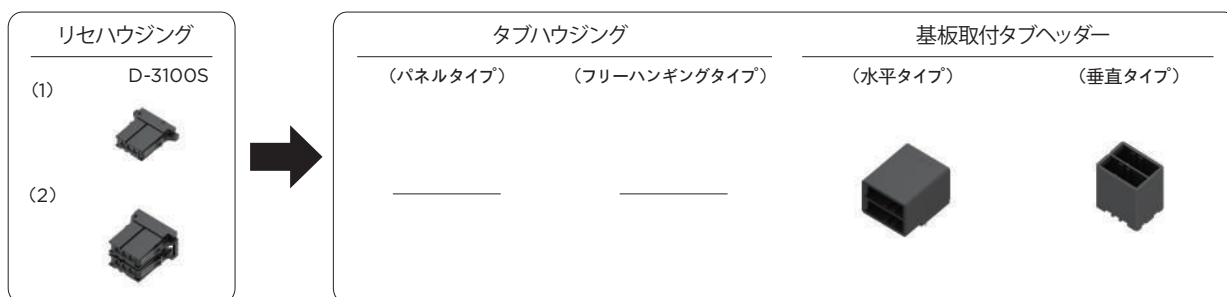 リセハウジング
D-3100S
(1)
(2)
タブハウジング
(パネルタイプ)
(フリーハンギングタイプ)
基板取付タブヘッダー
(水平タイプ)
(垂直タイプ)